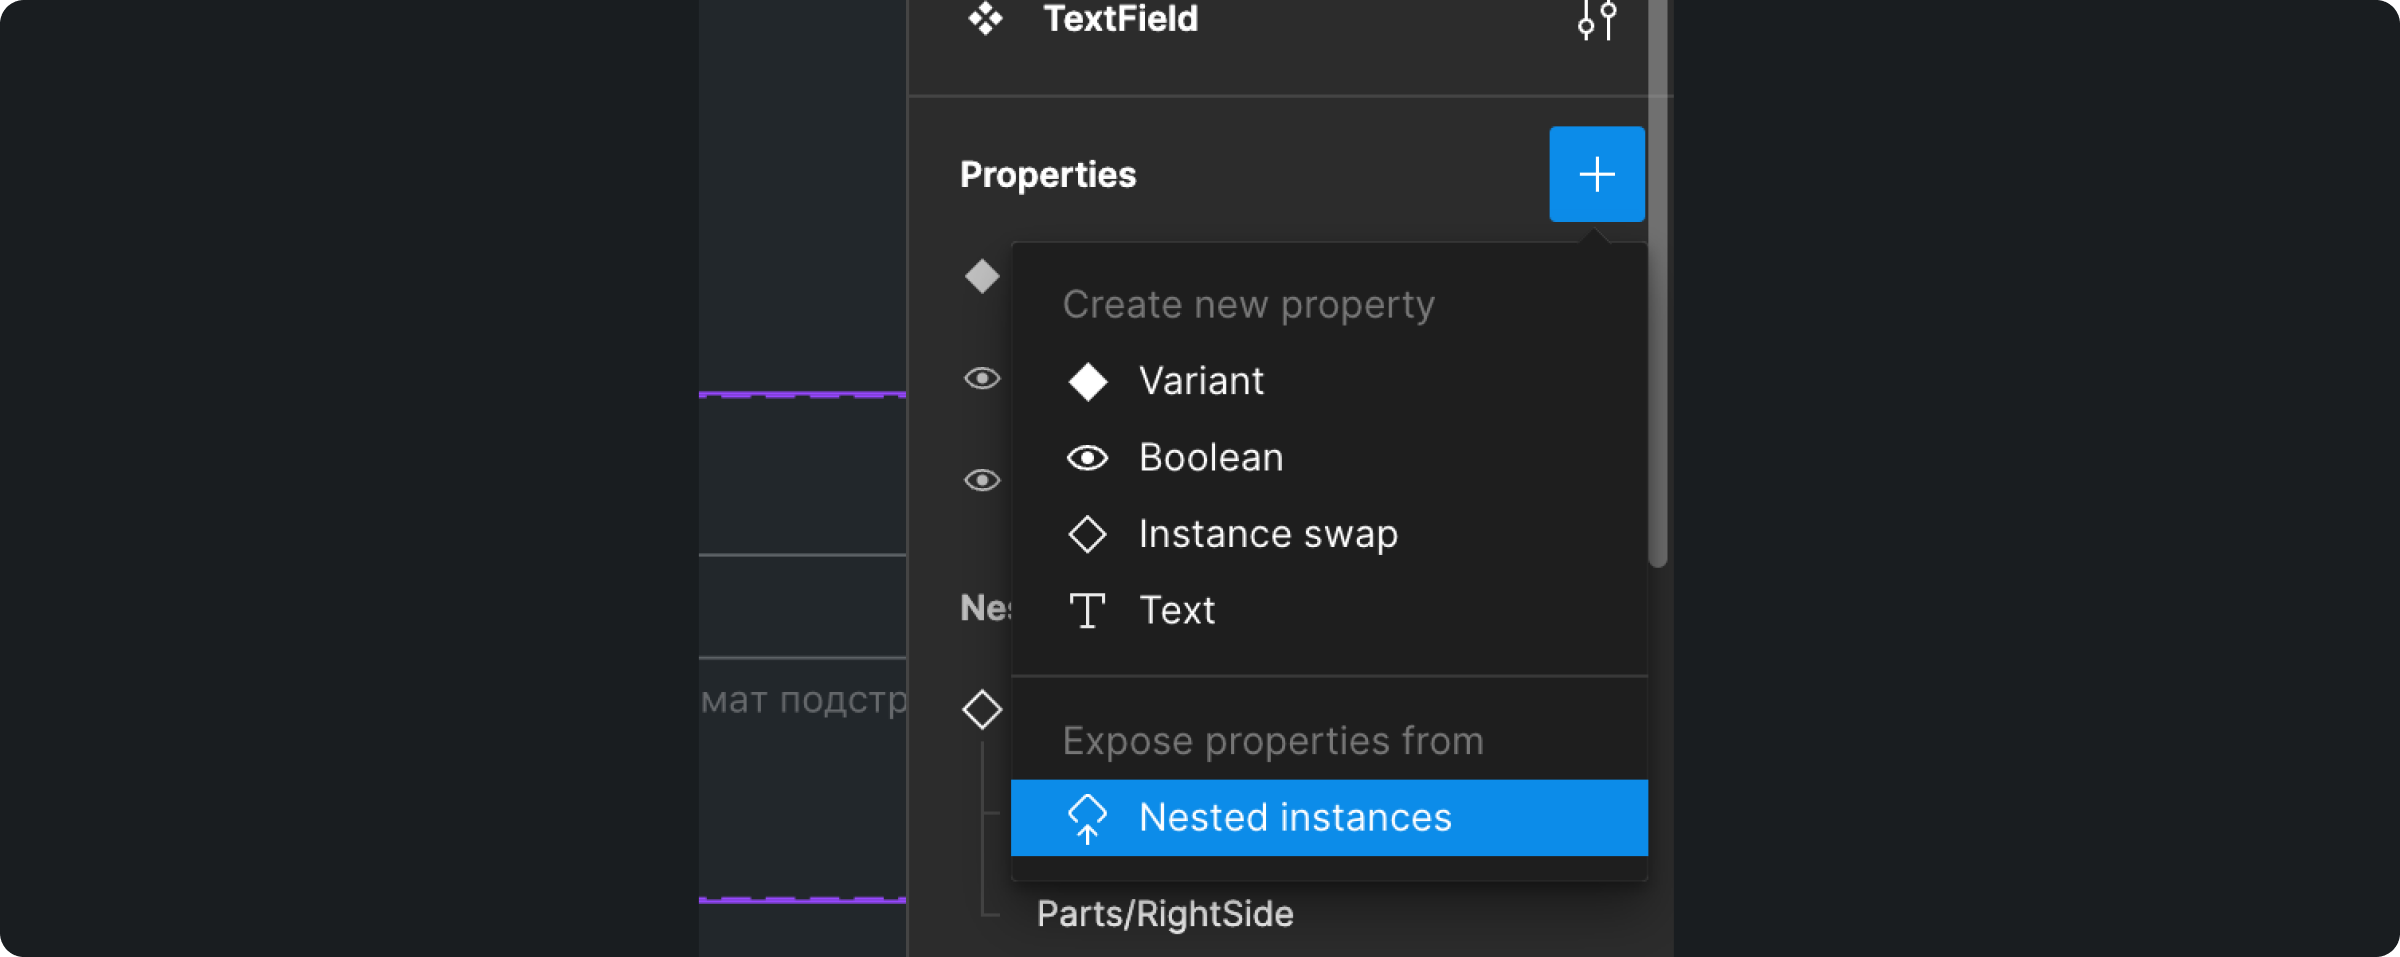 TextField
Properties
Create new property
Variant
Boolean
Instance swap
Text
Nes
мат подстр
Expose properties from
Nested instances
Parts/RightSide